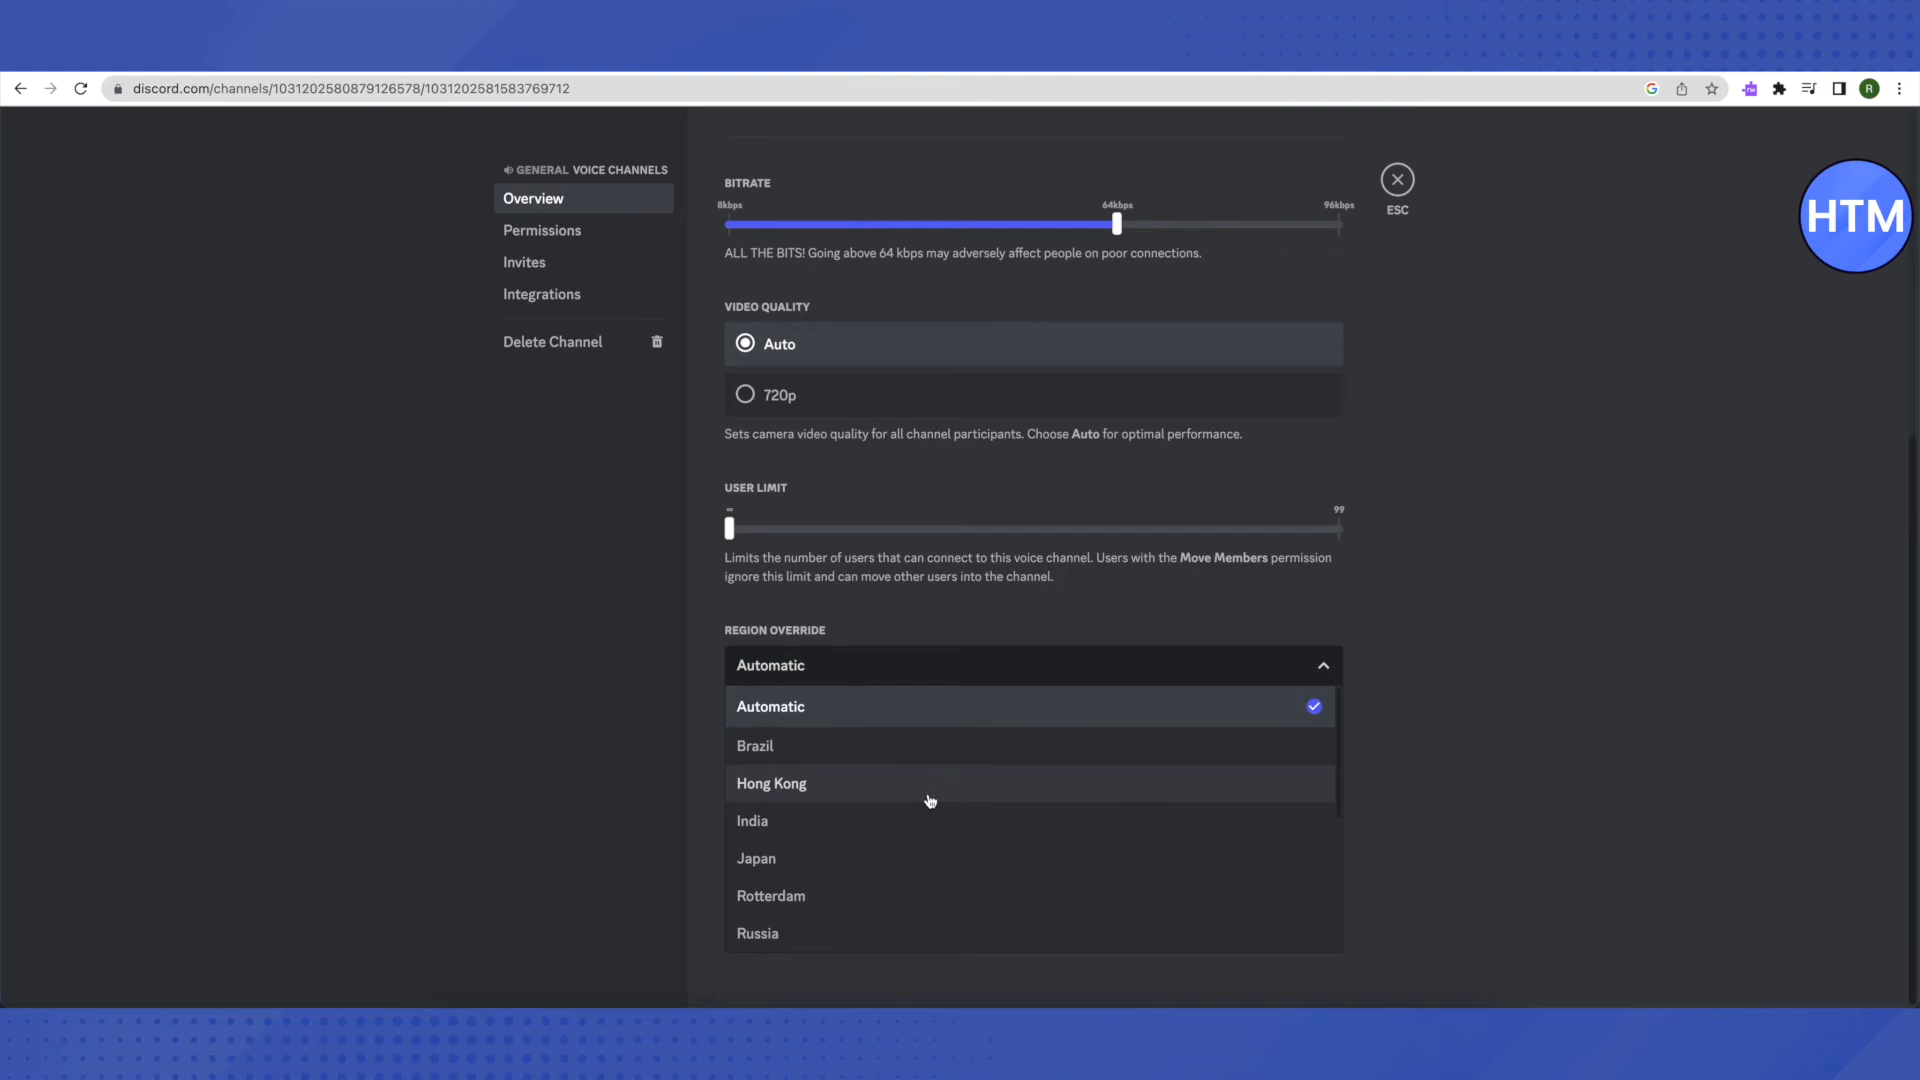 discord.com/channels/1031202580879126578/1031202581583769712
R
HTM
GENERAL VOICE CHANNELS
Overview
Permissions
Invites
Integrations
Delete Channel
BITRATE
8kbps 64kbps 96kbps
ALL THE BITS! Going above 64 kbps may adversely affect people on poor connections.
ESC
VIDEO QUALITY
Auto
720p
Sets camera video quality for all channel participants. Choose Auto for optimal performance.
USER LIMIT
∞ 99
Limits the number of users that can connect to this voice channel. Users with the Move Members permission
ignore this limit and can move other users into the channel.
REGION OVERRIDE
Automatic
Automatic
Brazil
Hong Kong
India
Japan
Rotterdam
Russia